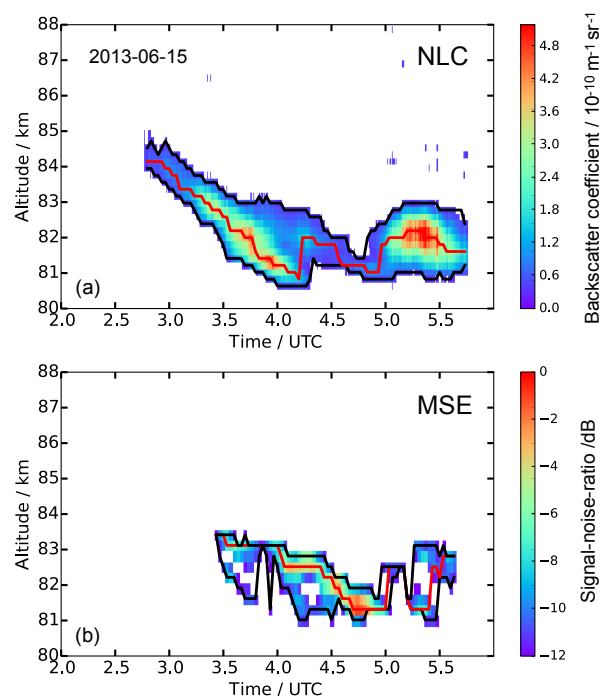 88
87
86
85
84
83
82
81
80
Altitude / km
2013-06-15
NLC
(a)
2.0 2.5 3.0 3.5 4.0 4.5 5.0 5.5
Time / UTC
4.8
4.2
3.6
3.0
2.4
1.8
1.2
0.6
0.0
Backscatter coefficient / 10⁻¹⁰ m⁻¹ sr⁻¹
88
87
86
85
84
83
82
81
80
Altitude / km
MSE
(b)
2.0 2.5 3.0 3.5 4.0 4.5 5.0 5.5
Time / UTC
0
−2
−4
−6
−8
−10
−12
Signal-noise-ratio /dB